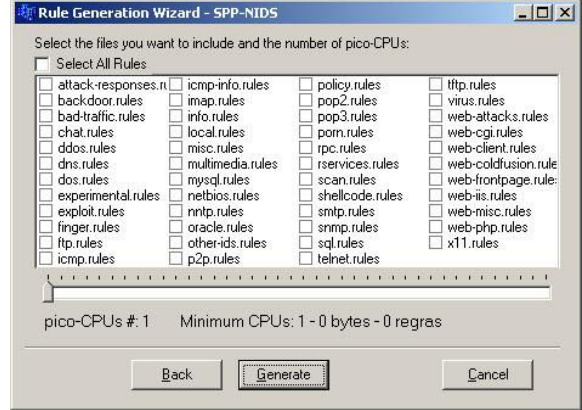 Rule Generation Wizard - SPP-NIDS
Select the files you want to include and the number of pico-CPUs:
Select All Rules
attack-responses.ru icmp-info.rules policy.rules tftp.rules
backdoor.rules imap.rules pop2.rules virus.rules
bad-traffic.rules info.rules pop3.rules web-attacks.rules
chat.rules local.rules porn.rules web-cgi.rules
ddos.rules misc.rules rpc.rules web-client.rules
dns.rules multimedia.rules rservices.rules web-coldfusion.rule
dos.rules mysql.rules scan.rules web-frontpage.rule
experimental.rules netbios.rules shellcode.rules web-iis.rules
exploit.rules nntp.rules smtp.rules web-misc.rules
finger.rules oracle.rules snmp.rules web-php.rules
ftp.rules other-ids.rules sql.rules x11.rules
icmp.rules p2p.rules telnet.rules
pico-CPUs #: 1 Minimum CPUs: 1 - 0 bytes - 0 regras
Back Generate Cancel